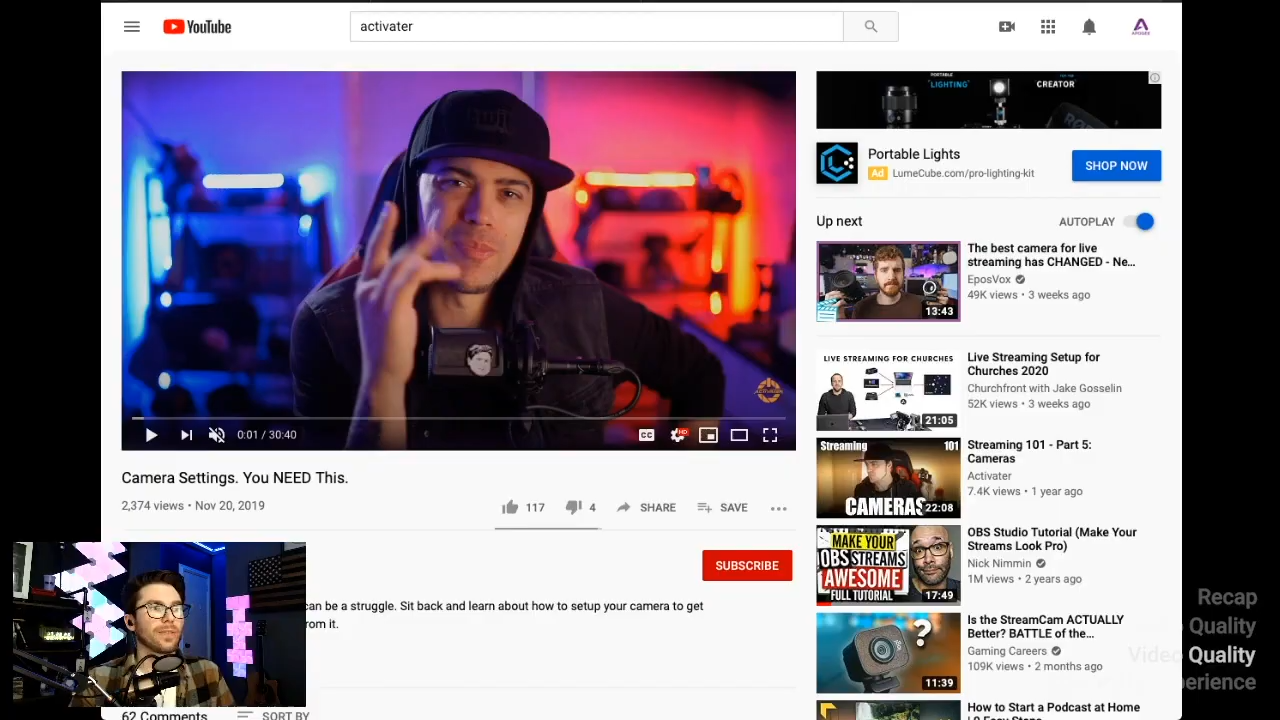 YouTube
activater
APOGEE
PORTABLE
"LIGHTING"
FOR THE
CREATOR
Portable Lights
Ad LumeCube.com/pro-lighting-kit
SHOP NOW
Up next
AUTOPLAY
The best camera for live
streaming has CHANGED - Ne...
EposVox
49K views • 3 weeks ago
13:43
LIVE STREAMING FOR CHURCHES
21:05
Live Streaming Setup for
Churches 2020
Churchfront with Jake Gosselin
52K views • 3 weeks ago
Streaming 101
CAMERAS
22:08
Streaming 101 - Part 5:
Cameras
Activater
7.4K views • 1 year ago
MAKE YOUR
OBS STREAMS
AWESOME
FULL TUTORIAL
17:49
OBS Studio Tutorial (Make Your
Streams Look Pro)
Nick Nimmin
1M views • 2 years ago
?
11:39
Is the StreamCam ACTUALLY
Better? BATTLE of the...
Gaming Careers
109K views • 2 months ago
How to Start a Podcast at Home
0:01 / 30:40
CC
HD
Camera Settings. You NEED This.
2,374 views • Nov 20, 2019
117
4
SHARE
SAVE
SUBSCRIBE
can be a struggle. Sit back and learn about how to setup your camera to get
rom it.
62 Comments
SORT BY
Recap
Quality
Video Quality
erience